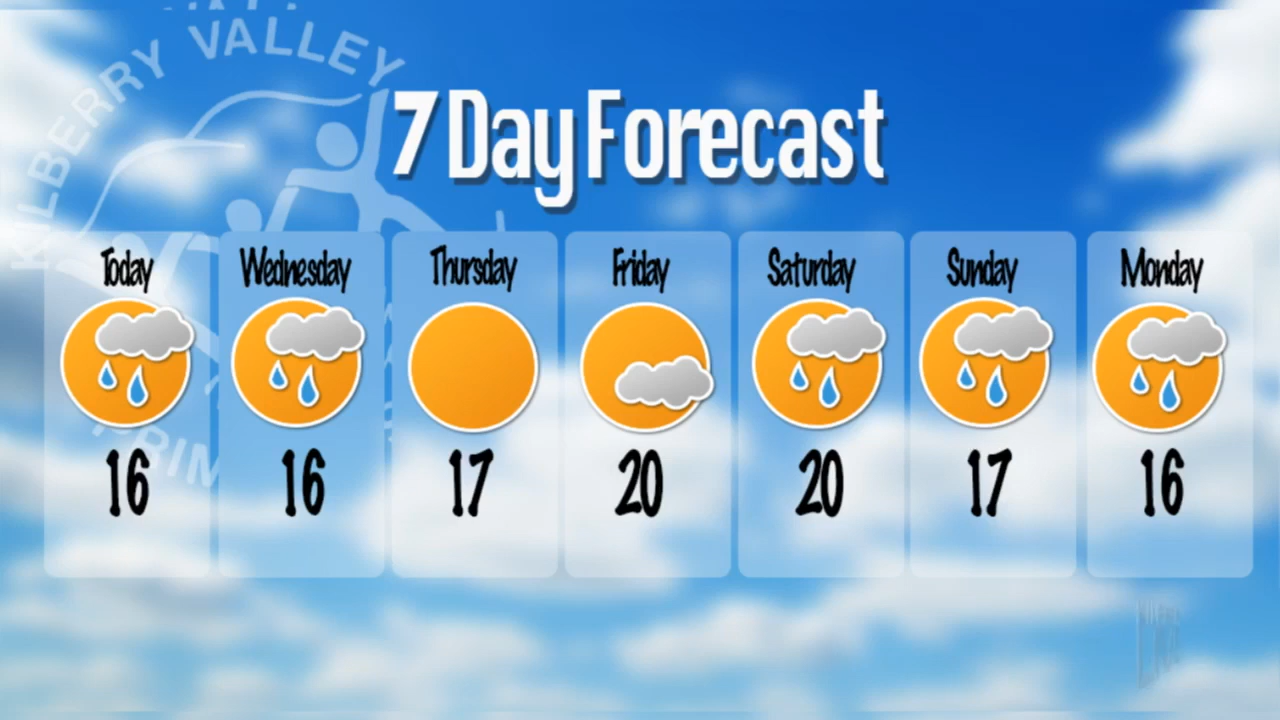 KILBERRY VALLEY
7 Day Forecast
Today Wednesday Thursday Friday Saturday Sunday Monday
16 16 17 20 20 17 16